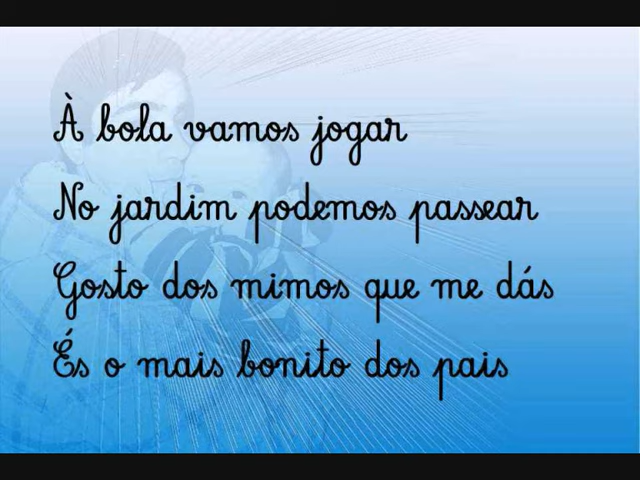 À bola vamos jogar
No jardim podemos passear
Gosto dos mimos que me dás
És o mais bonito dos pais